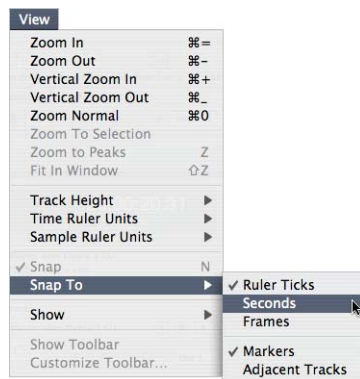 View
Zoom In ⌘=
Zoom Out ⌘-
Vertical Zoom In ⌘+
Vertical Zoom Out ⌘_
Zoom Normal ⌘0
Zoom To Selection
Zoom to Peaks Z
Fit In Window ⇧Z
Track Height ▶
Time Ruler Units ▶
Sample Ruler Units ▶
✓ Snap N
Snap To ▶
✓ Ruler Ticks
Seconds
Show ▶
Frames
Show Toolbar
✓ Markers
Customize Toolbar...
Adjacent Tracks